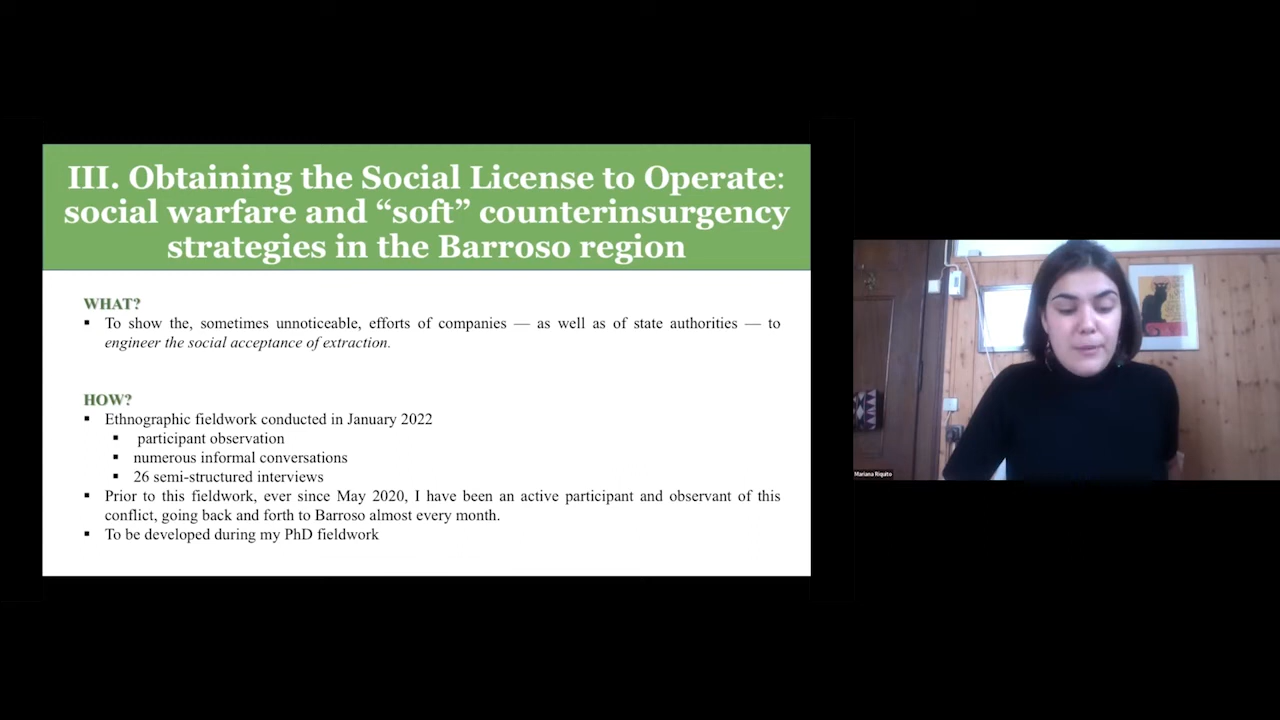 III. Obtaining the Social License to Operate:
social warfare and “soft” counterinsurgency
strategies in the Barroso region
WHAT?
▪ To show the, sometimes unnoticeable, efforts of companies — as well as of state authorities — to
engineer the social acceptance of extraction.
HOW?
▪ Ethnographic fieldwork conducted in January 2022
▪ participant observation
▪ numerous informal conversations
▪ 26 semi-structured interviews
▪ Prior to this fieldwork, ever since May 2020, I have been an active participant and observant of this
conflict, going back and forth to Barroso almost every month.
▪ To be developed during my PhD fieldwork
Mariana Riquito